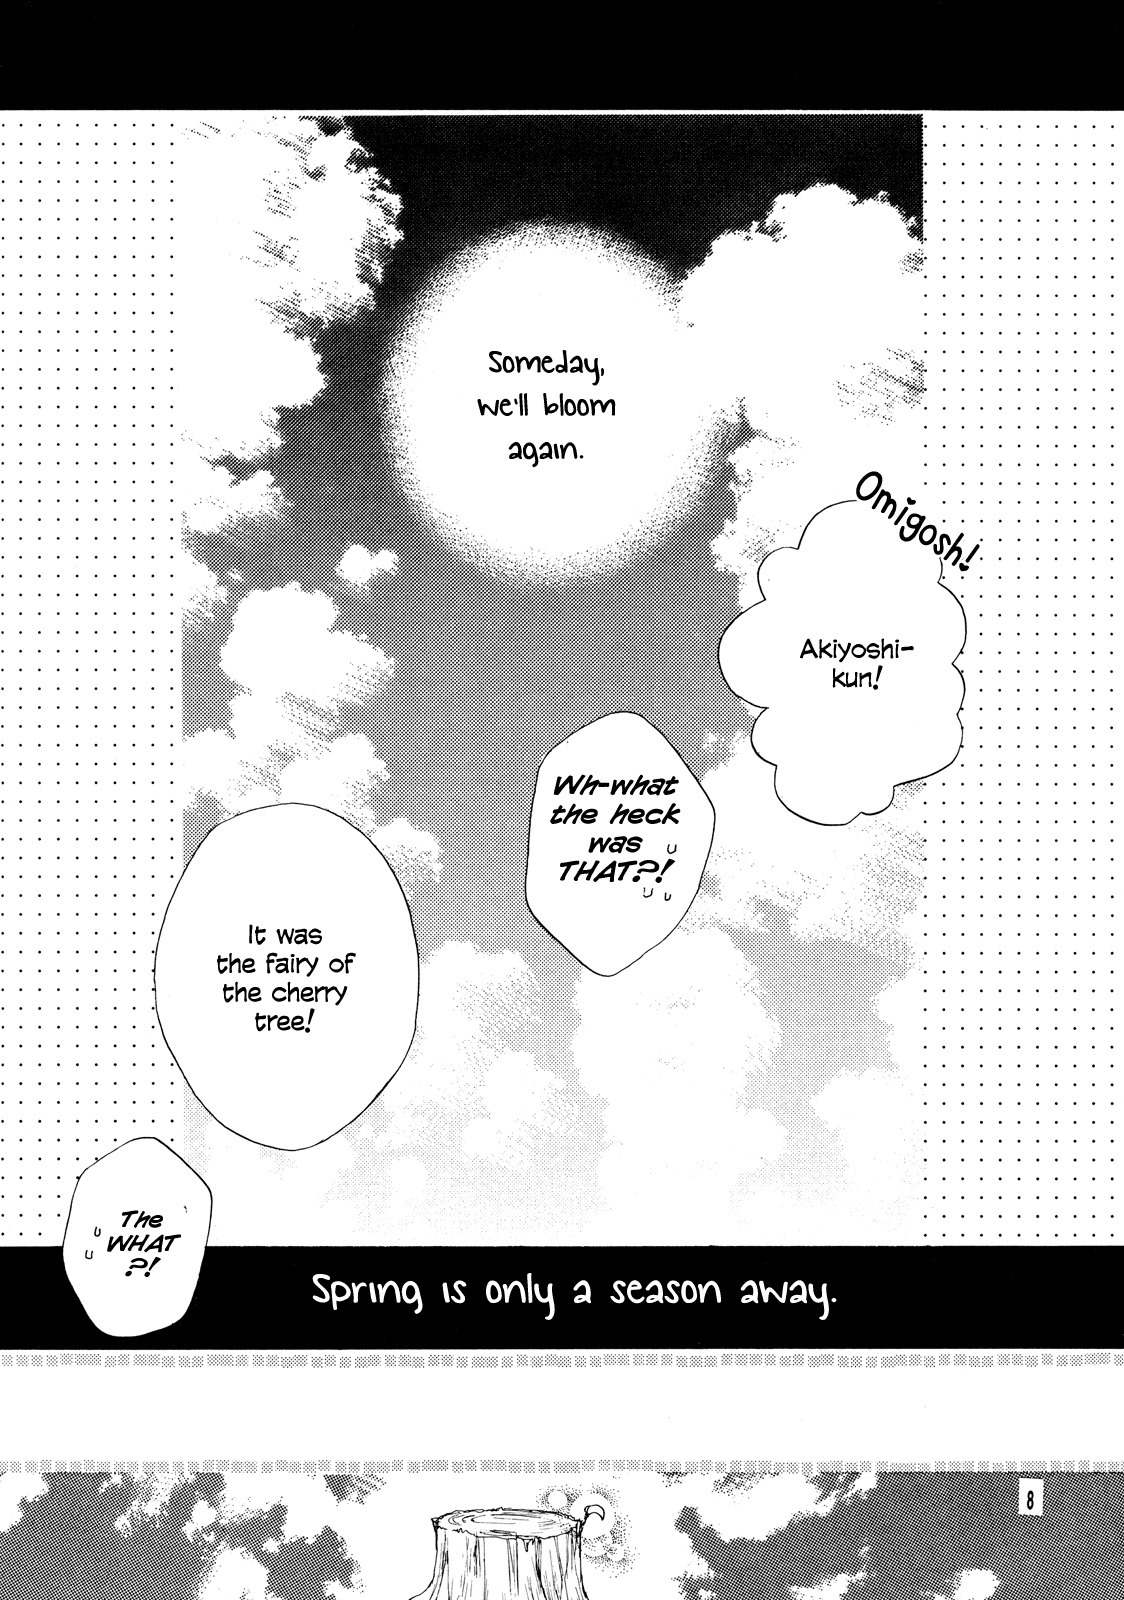 Someday,
we'll bloom
again.
Omigosh!
Akiyoshi-
kun!
Wh-what
the heck
was
THAT?!
It was
the fairy of
the cherry
tree!
The
WHAT
?!
Spring is only a season away.
8